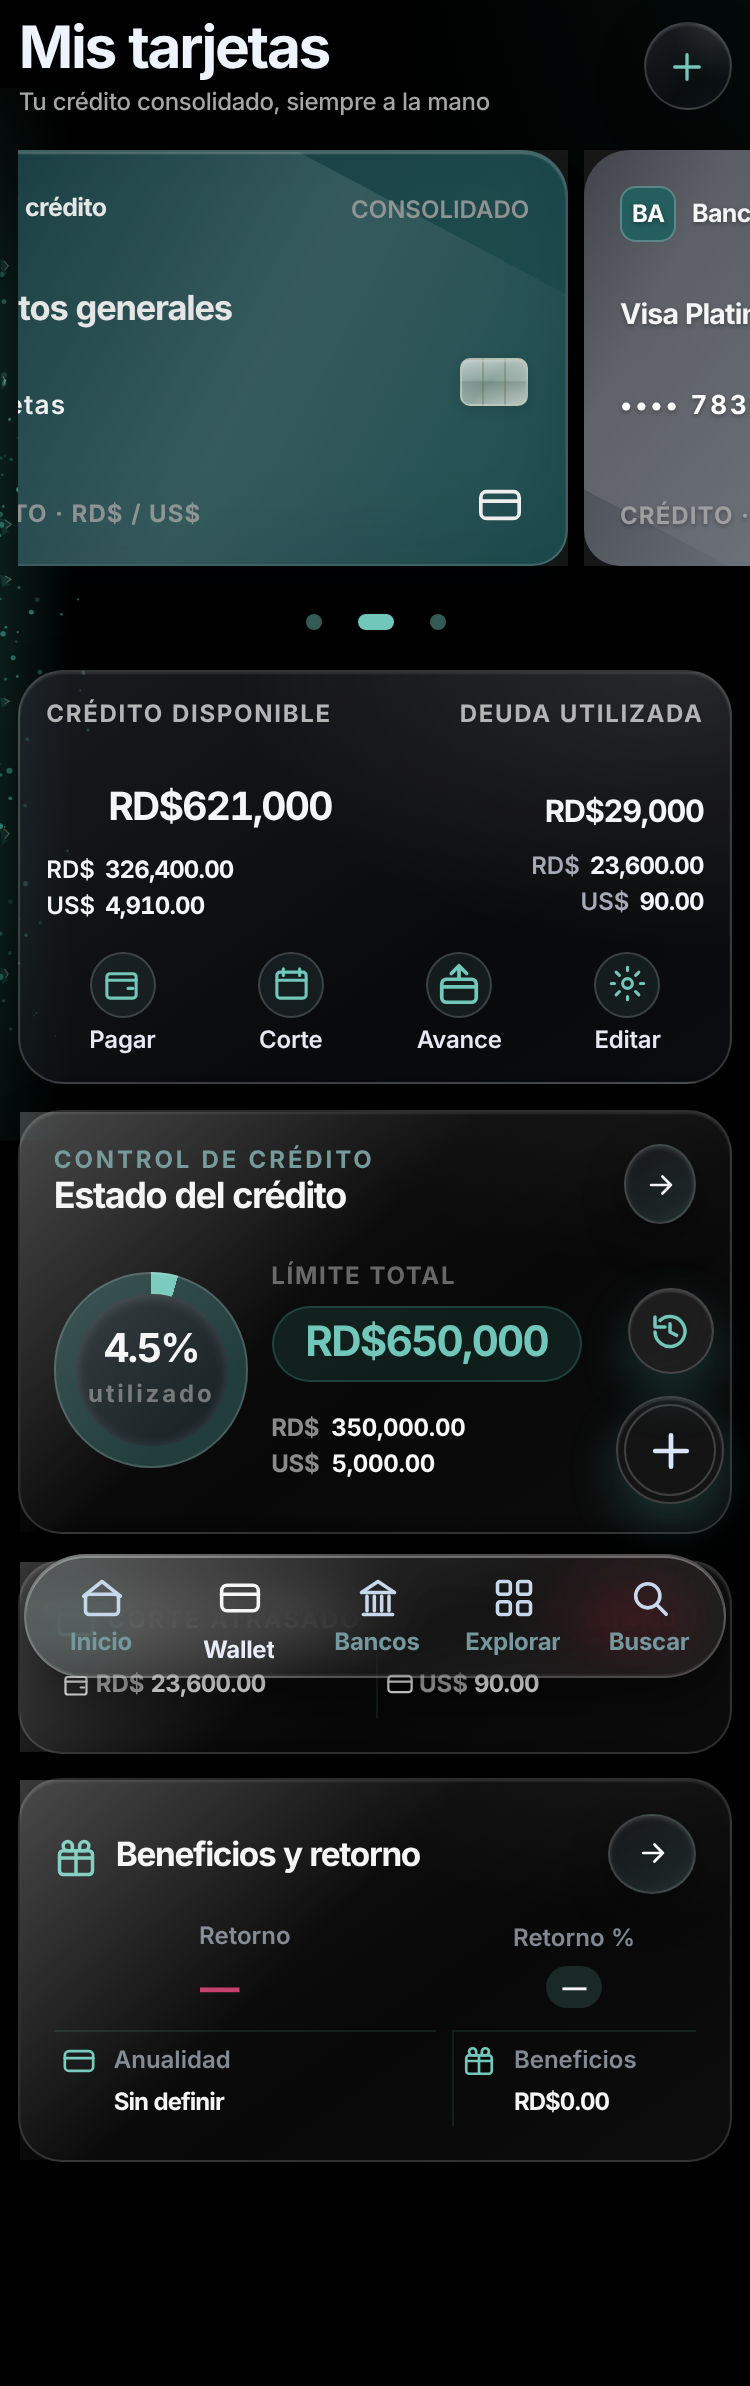 Mis tarjetas
Tu crédito consolidado, siempre a la mano
crédito
CONSOLIDADO
tos generales
etas
TO · RD$ / US$
BA Banc
Visa Platin
•••• 783
CRÉDITO ·
CRÉDITO DISPONIBLE
DEUDA UTILIZADA
RD$621,000
RD$29,000
RD$ 326,400.00
US$ 4,910.00
RD$ 23,600.00
US$ 90.00
Pagar
Corte
Avance
Editar
CONTROL DE CRÉDITO
Estado del crédito
4.5%
utilizado
LÍMITE TOTAL
RD$650,000
RD$ 350,000.00
US$ 5,000.00
CORTE ATRASADO
Inicio
Wallet
Bancos
Explorar
Buscar
RD$ 23,600.00
US$ 90.00
Beneficios y retorno
Retorno
Retorno %
—
—
Anualidad
Sin definir
Beneficios
RD$0.00